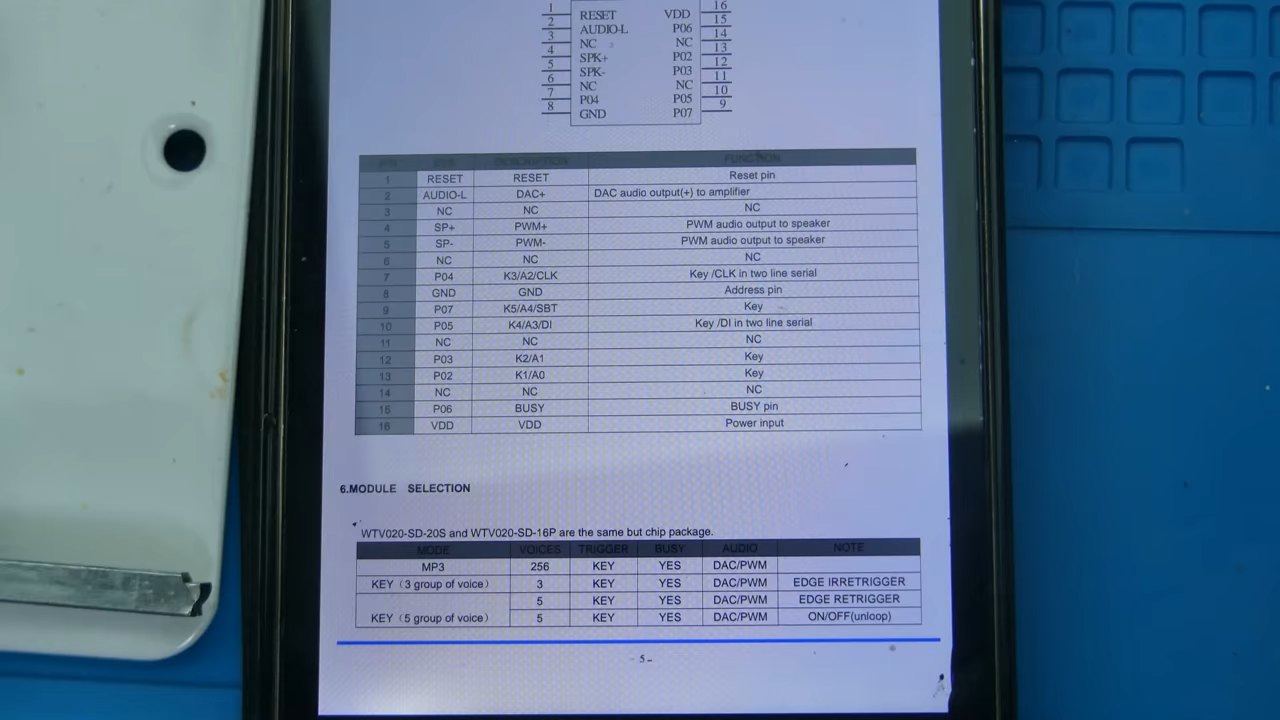 1 RESET VDD 16
2 AUDIO-L P06 15
3 NC NC 14
4 SPK+ P02 13
5 SPK- P03 12
6 NC NC 11
7 P04 P05 10
8 GND P07 9
DESCRIPTION FUNCTION
1 RESET RESET Reset pin
2 AUDIO-L DAC+ DAC audio output(+) to amplifier
3 NC NC NC
4 SP+ PWM+ PWM audio output to speaker
5 SP- PWM- PWM audio output to speaker
6 NC NC NC
7 P04 K3/A2/CLK Key /CLK in two line serial
8 GND GND Address pin
9 P07 K5/A4/SBT Key
10 P05 K4/A3/DI Key /DI in two line serial
11 NC NC NC
12 P03 K2/A1 Key
13 P02 K1/A0 Key
14 NC NC NC
15 P06 BUSY BUSY pin
16 VDD VDD Power input
6.MODULE SELECTION
WTV020-SD-20S and WTV020-SD-16P are the same but chip package.
MODE VOICES TRIGGER BUSY AUDIO NOTE
MP3 256 KEY YES DAC/PWM
KEY（3 group of voice） 3 KEY YES DAC/PWM EDGE IRRETRIGGER
5 KEY YES DAC/PWM EDGE RETRIGGER
KEY（5 group of voice） 5 KEY YES DAC/PWM ON/OFF(unloop)
- 5 -